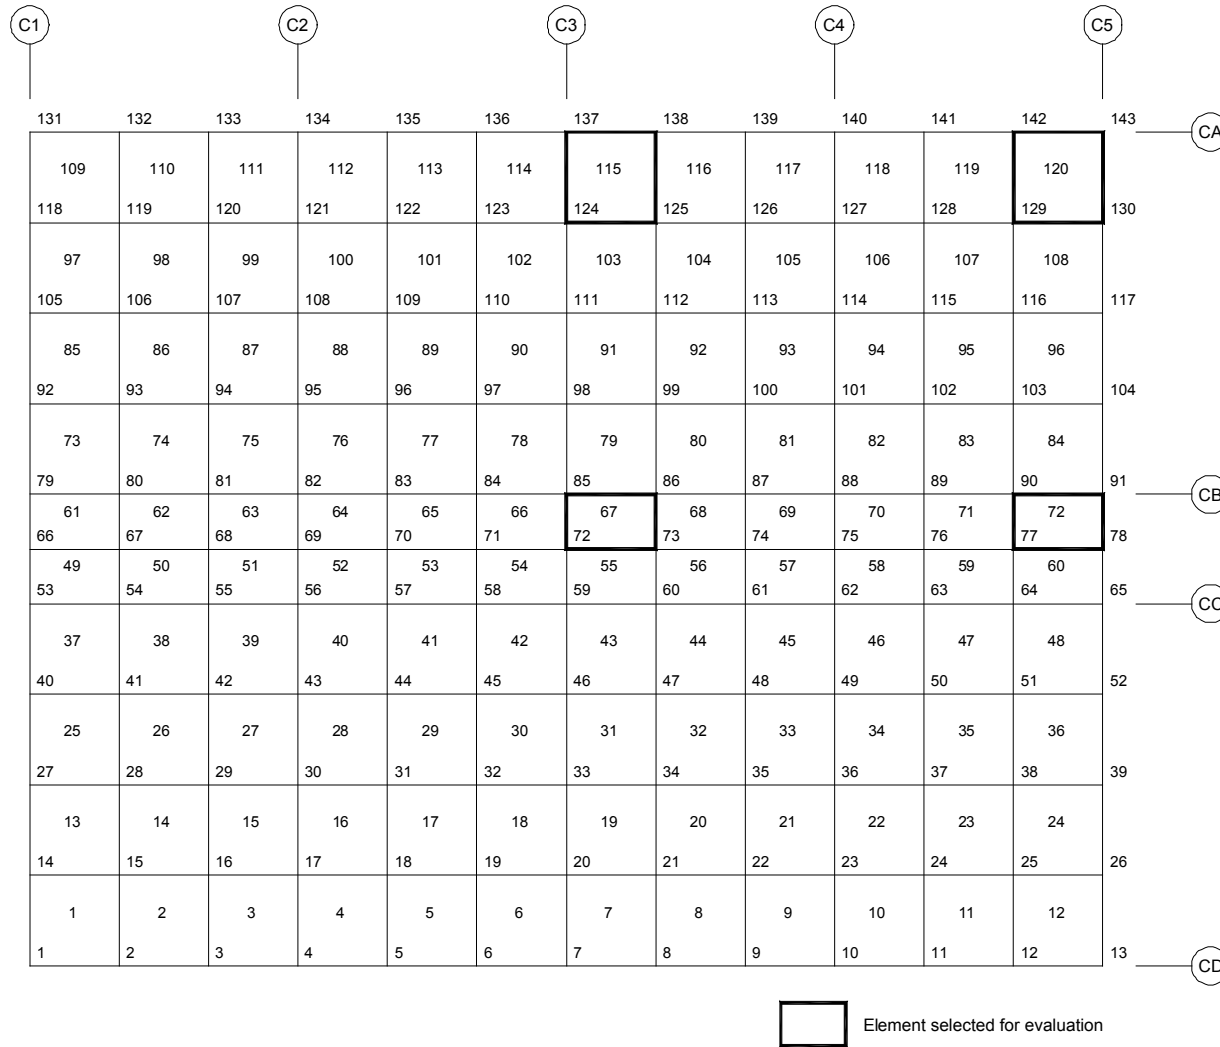 C1 C2 C3 C4 C5
131 132 133 134 135 136 137 138 139 140 141 142 143
CA
109 110 111 112 113 114 115 116 117 118 119 120
118 119 120 121 122 123 124 125 126 127 128 129 130
97 98 99 100 101 102 103 104 105 106 107 108
105 106 107 108 109 110 111 112 113 114 115 116 117
85 86 87 88 89 90 91 92 93 94 95 96
92 93 94 95 96 97 98 99 100 101 102 103 104
73 74 75 76 77 78 79 80 81 82 83 84
79 80 81 82 83 84 85 86 87 88 89 90 91
CB
61 62 63 64 65 66 67 68 69 70 71 72
66 67 68 69 70 71 72 73 74 75 76 77 78
49 50 51 52 53 54 55 56 57 58 59 60
53 54 55 56 57 58 59 60 61 62 63 64 65
CC
37 38 39 40 41 42 43 44 45 46 47 48
40 41 42 43 44 45 46 47 48 49 50 51 52
25 26 27 28 29 30 31 32 33 34 35 36
27 28 29 30 31 32 33 34 35 36 37 38 39
13 14 15 16 17 18 19 20 21 22 23 24
14 15 16 17 18 19 20 21 22 23 24 25 26
1 2 3 4 5 6 7 8 9 10 11 12
1 2 3 4 5 6 7 8 9 10 11 12 13
CD
Element selected for evaluation